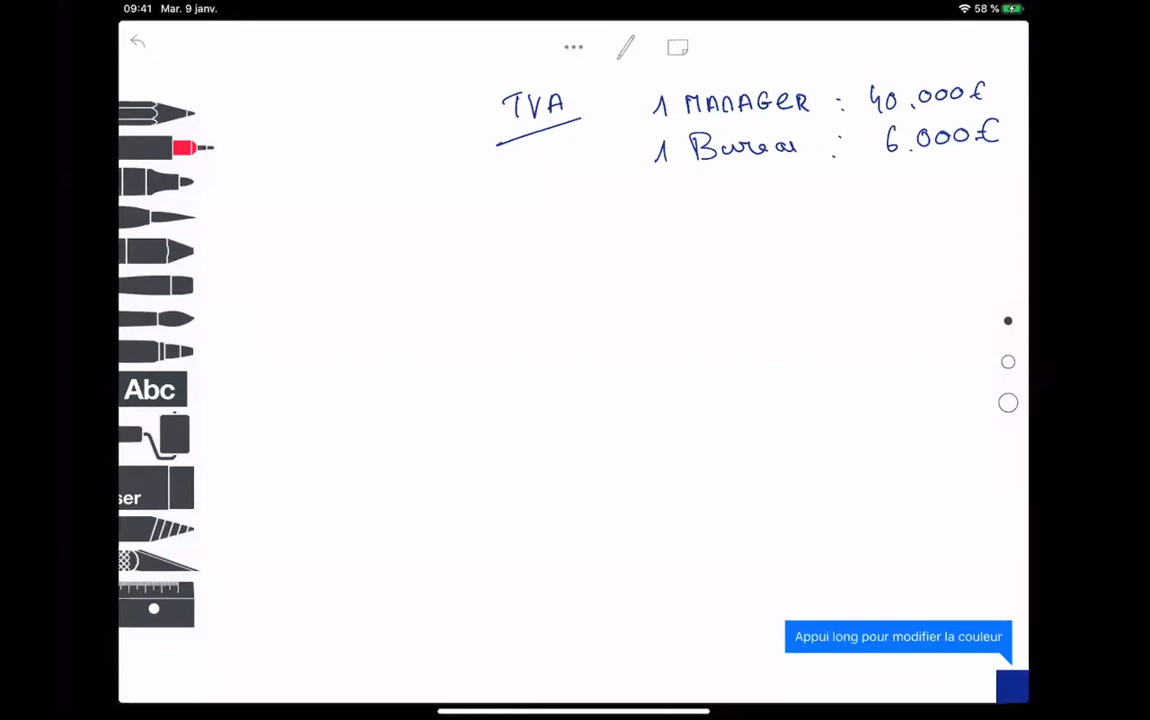 09:41 Mar. 9 janv.
58 %
TVA
1 MANAGER : 40.000€
1 Bureau : 6.000€
Abc
ser
Appui long pour modifier la couleur